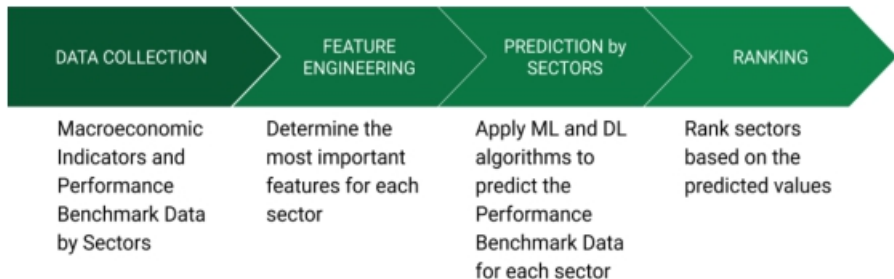 DATA COLLECTION
FEATURE
ENGINEERING
PREDICTION by
SECTORS
RANKING
Macroeconomic
Indicators and
Performance
Benchmark Data
by Sectors
Determine the
most important
features for each
sector
Apply ML and DL
algorithms to
predict the
Performance
Benchmark Data
for each sector
Rank sectors
based on the
predicted values